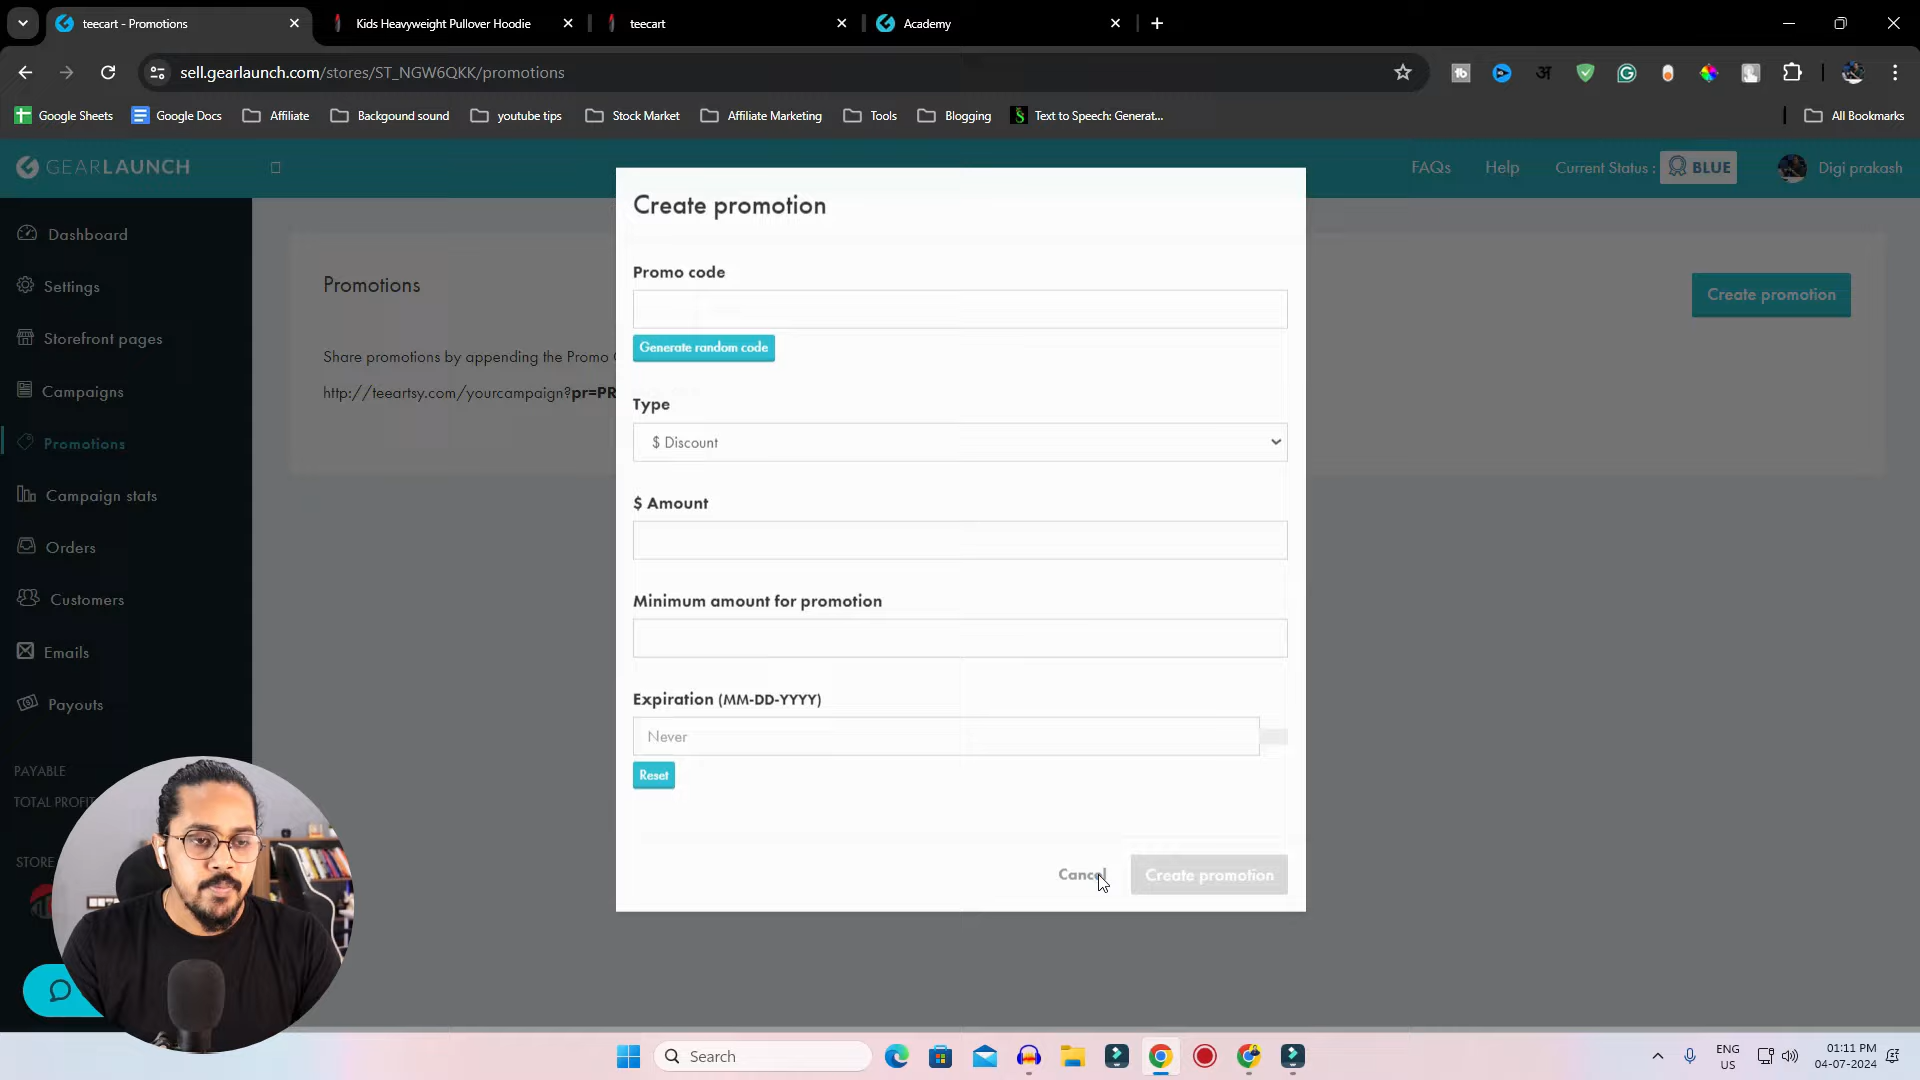 teecart - Promotions
Kids Heavyweight Pullover Hoodie
teecart
Academy
sell.gearlaunch.com/stores/ST_NGW6QKK/promotions
Google Sheets
Google Docs
Affiliate
Backgound sound
youtube tips
Stock Market
Affiliate Marketing
Tools
Blogging
Text to Speech: Generat...
All Bookmarks
GEARLAUNCH
FAQs
Help
Current Status :
BLUE
Digi prakash
Dashboard
Settings
Storefront pages
Campaigns
Promotions
Campaign stats
Orders
Customers
Emails
Payouts
PAYABLE
TOTAL PROFIT
STORE
Promotions
Create promotion
Share promotions by appending the Promo
http://teeartsy.com/yourcampaign?pr=PR
Create promotion
Promo code
Generate random code
Type
$ Discount
$ Amount
Minimum amount for promotion
Expiration (MM-DD-YYYY)
Never
Reset
Cancel
Create promotion
Search
ENG
US
01:11 PM
04-07-2024